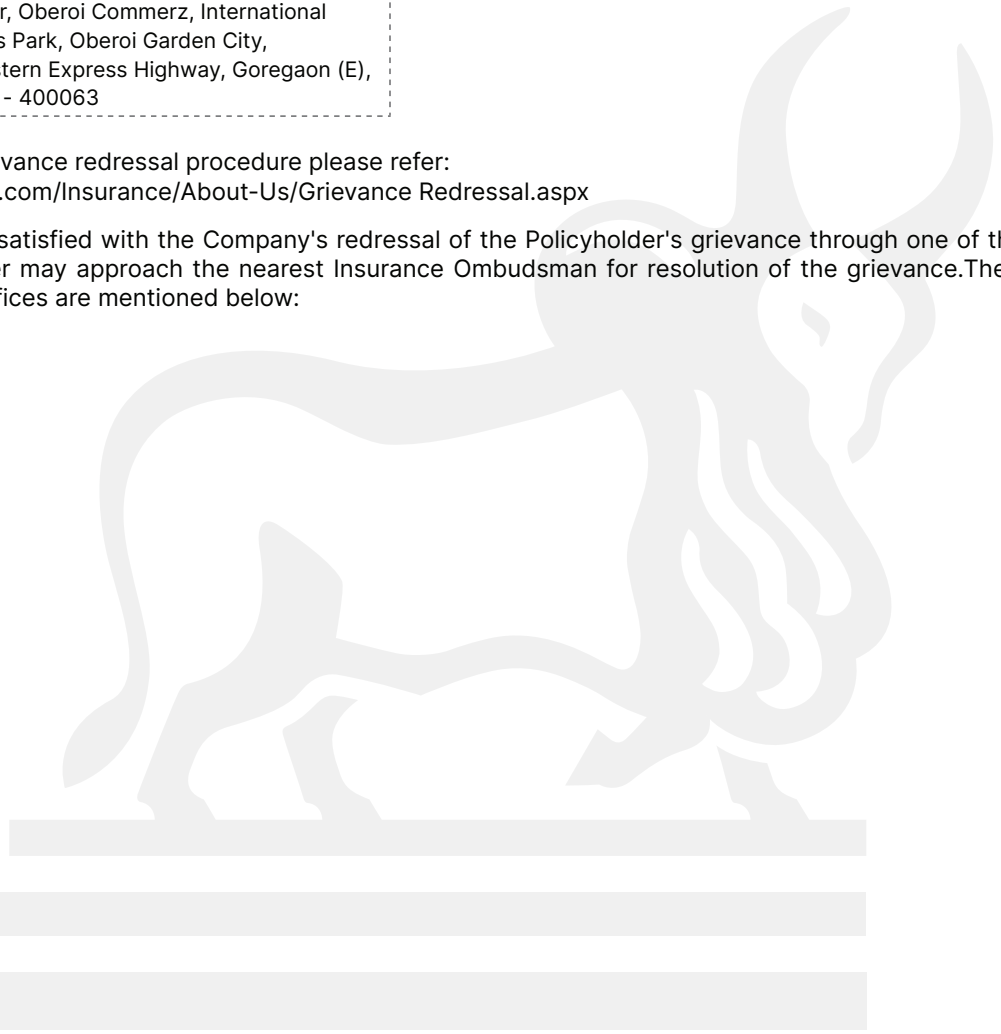 r, Oberoi Commerz, International
s Park, Oberoi Garden City,
tern Express Highway, Goregaon (E),
- 400063
vance redressal procedure please refer:
.com/Insurance/About-Us/Grievance Redressal.aspx
satisfied with the Company's redressal of the Policyholder's grievance through one of th
er may approach the nearest Insurance Ombudsman for resolution of the grievance.The
fices are mentioned below: